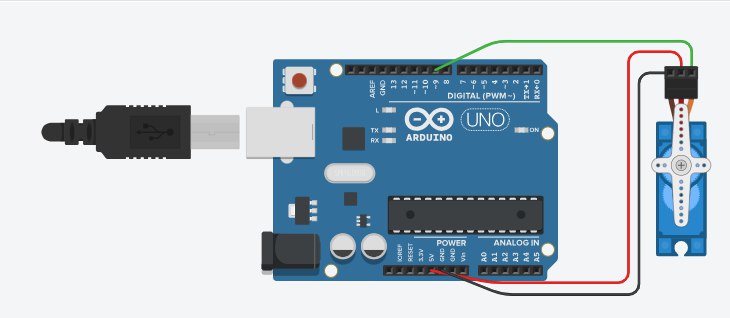 AREF
GND
13
12
~11
~10
~9
8
7
~6
~5
4
~3
2
TX→1
RX←0
DIGITAL (PWM~)
L
TX
RX
ARDUINO
UNO
ON
POWER
ANALOG IN
IOREF
RESET
3.3V
5V
GND
GND
Vin
A0
A1
A2
A3
A4
A5